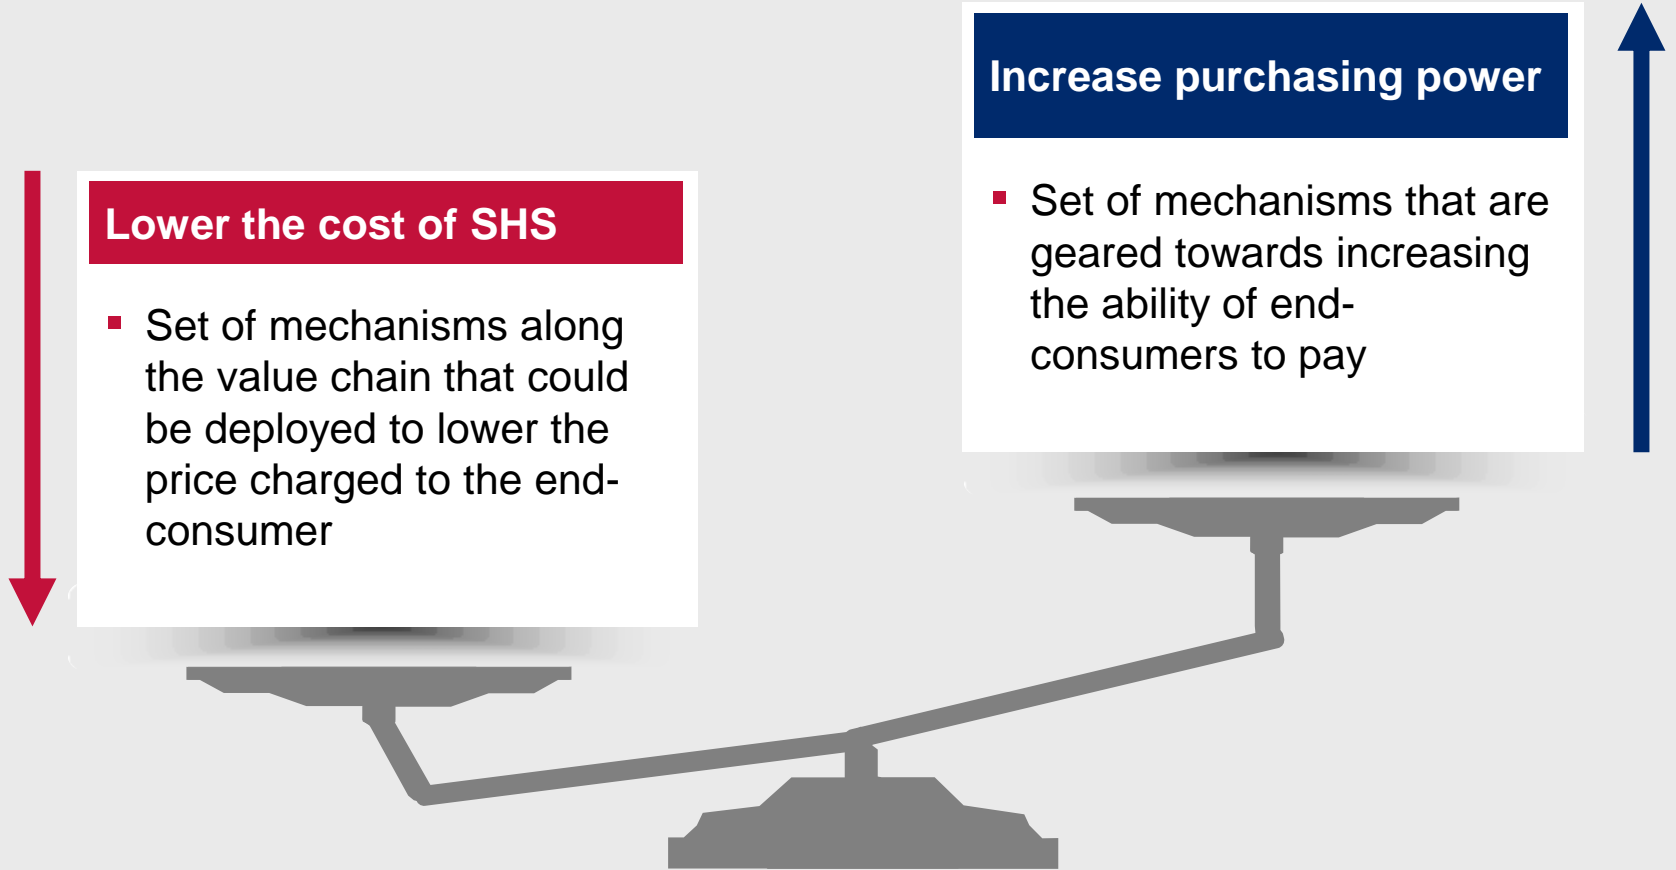 Lower the cost of SHS
▪ Set of mechanisms along
the value chain that could
be deployed to lower the
price charged to the end-
consumer
Increase purchasing power
▪ Set of mechanisms that are
geared towards increasing
the ability of end-
consumers to pay